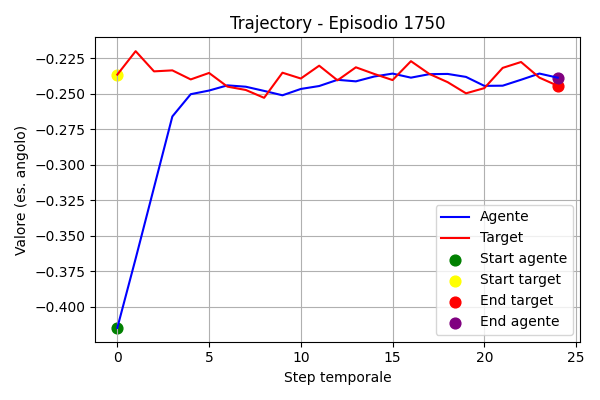 Trajectory - Episodio 1750
Valore (es. angolo)
−0.225
−0.250
−0.275
−0.300
−0.325
−0.350
−0.375
−0.400
Agente
Target
Start agente
Start target
End target
End agente
0 5 10 15 20 25
Step temporale